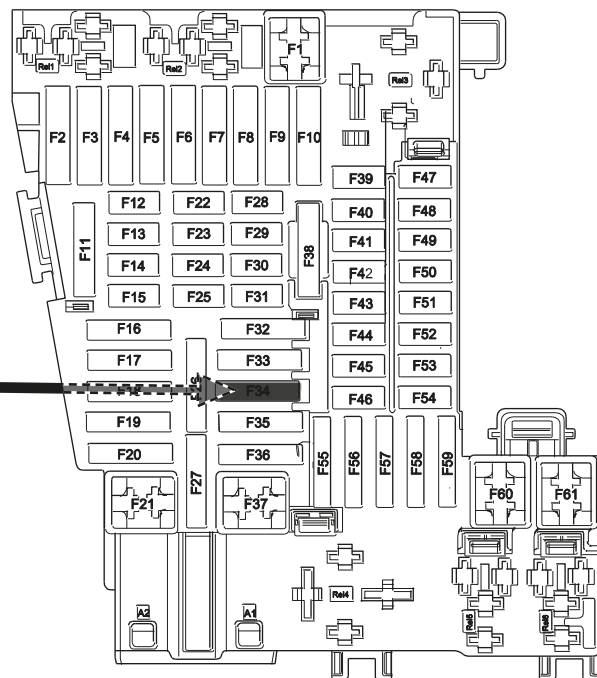 F1
Rel1
Rel2
Rel3
F2 F3 F4 F5 F6 F7 F8 F9 F10
F39 F47
F12 F22 F28
F40 F48
F11
F13 F23 F29
F38
F41 F49
F14 F24 F30
F42 F50
F15 F25 F31
F43 F51
F16 F32
F44 F52
F17 F33
F45 F53
F34
F46 F54
F19 F35
F20 F36
F27
F55 F56 F57 F58 F59
F21 F37
F60 F61
Rel4
A2 A1
Rel5 Rel6